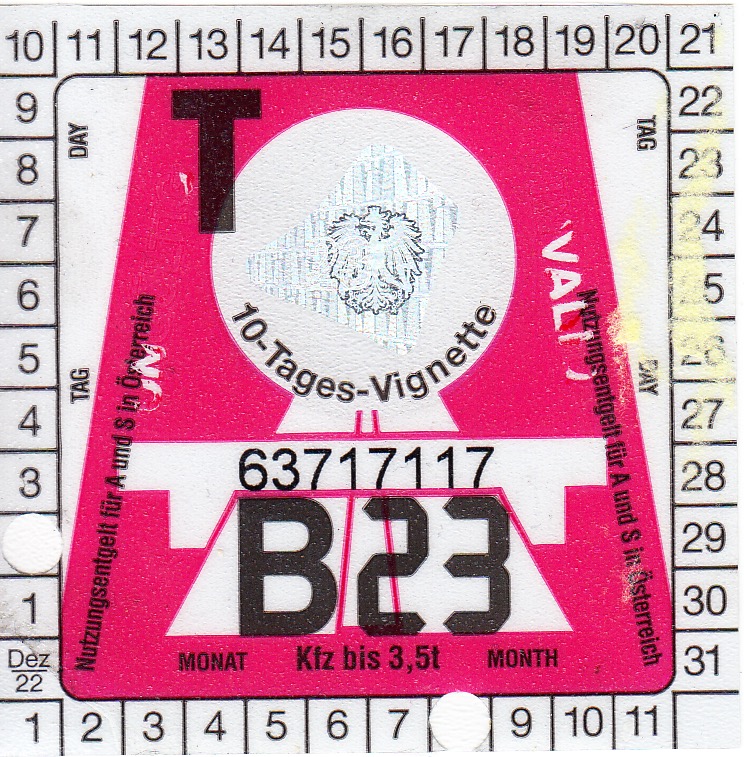 10 11 12 13 14 15 16 17 18 19 20 21
9 22
8 23
7 24
6
5 26
4 27
3 28
29
1 30
Dez
22
31
1 2 3 4 5 6 7 9 10 11
DAY
TAG
TAG
DAY
T
10-Tages-Vignette
Nutzungsentgelt für A und S in Österreich
Nutzungsentgelt für A und S in Österreich
63717117
B23
MONAT Kfz bis 3,5t MONTH